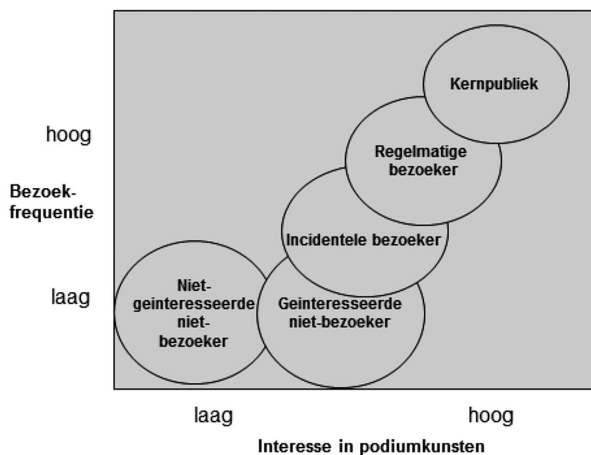 Kernpubliek
hoog
Regelmatige
bezoeker
Bezoek-
frequentie
Incidentele bezoeker
laag
Niet-
geinteresseerde
niet-
bezoeker
Geinteresseerde
niet-bezoeker
laag
hoog
Interesse in podiumkunsten